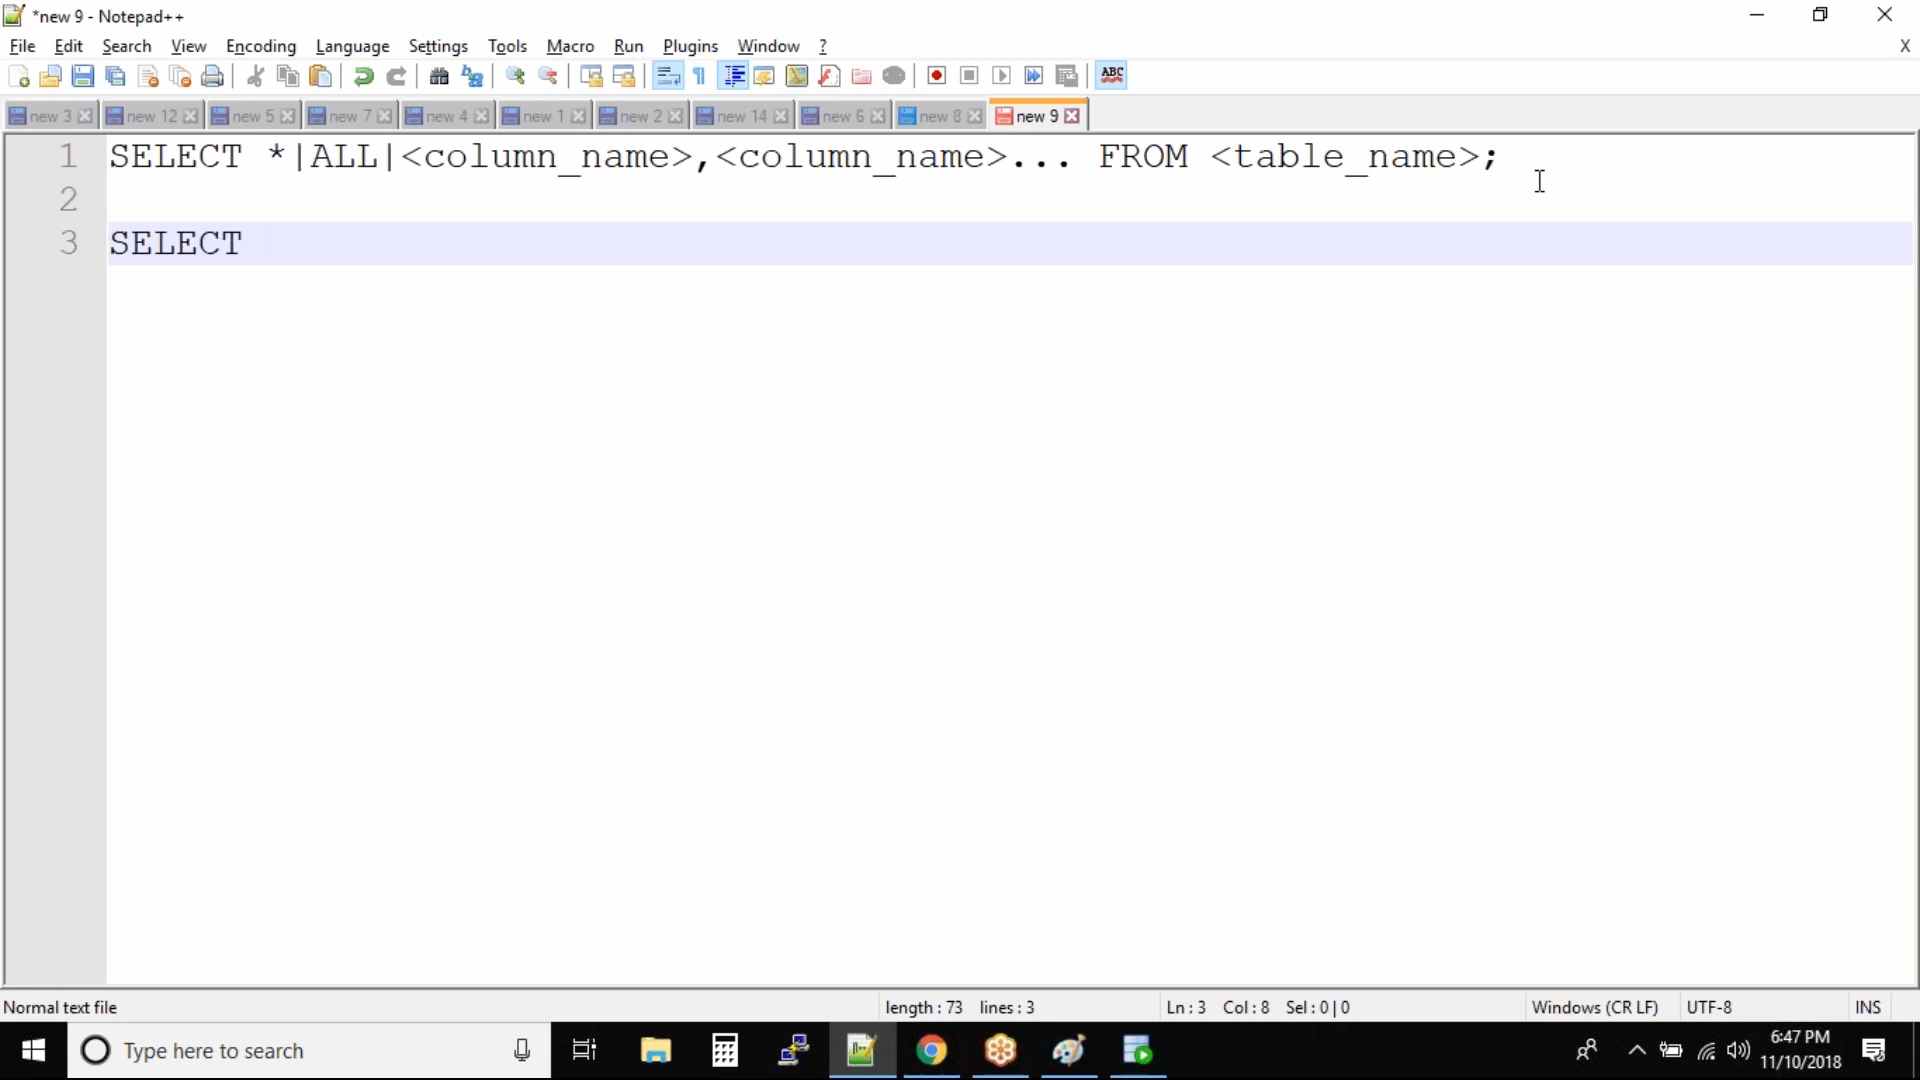 *new 9 - Notepad++
File Edit Search View Encoding Language Settings Tools Macro Run Plugins Window ? X
ABC
new 3 new 12 new 5 new 7 new 4 new 1 new 2 new 14 new 6 new 8 new 9
1 SELECT *|ALL|<column_name>,<column_name>... FROM <table_name>;
2
3 SELECT
Normal text file length : 73 lines : 3 Ln : 3 Col : 8 Sel : 0 | 0 Windows (CR LF) UTF-8 INS
Type here to search
6:47 PM
11/10/2018